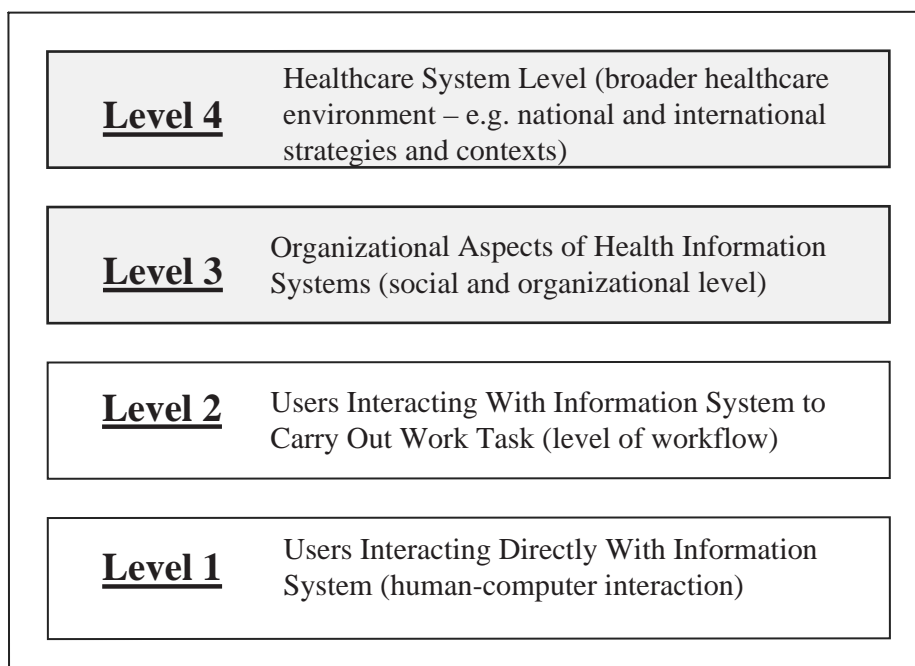 Level 4
Healthcare System Level (broader healthcare
environment – e.g. national and international
strategies and contexts)
Level 3
Organizational Aspects of Health Information
Systems (social and organizational level)
Level 2
Users Interacting With Information System to
Carry Out Work Task (level of workflow)
Level 1
Users Interacting Directly With Information
System (human-computer interaction)